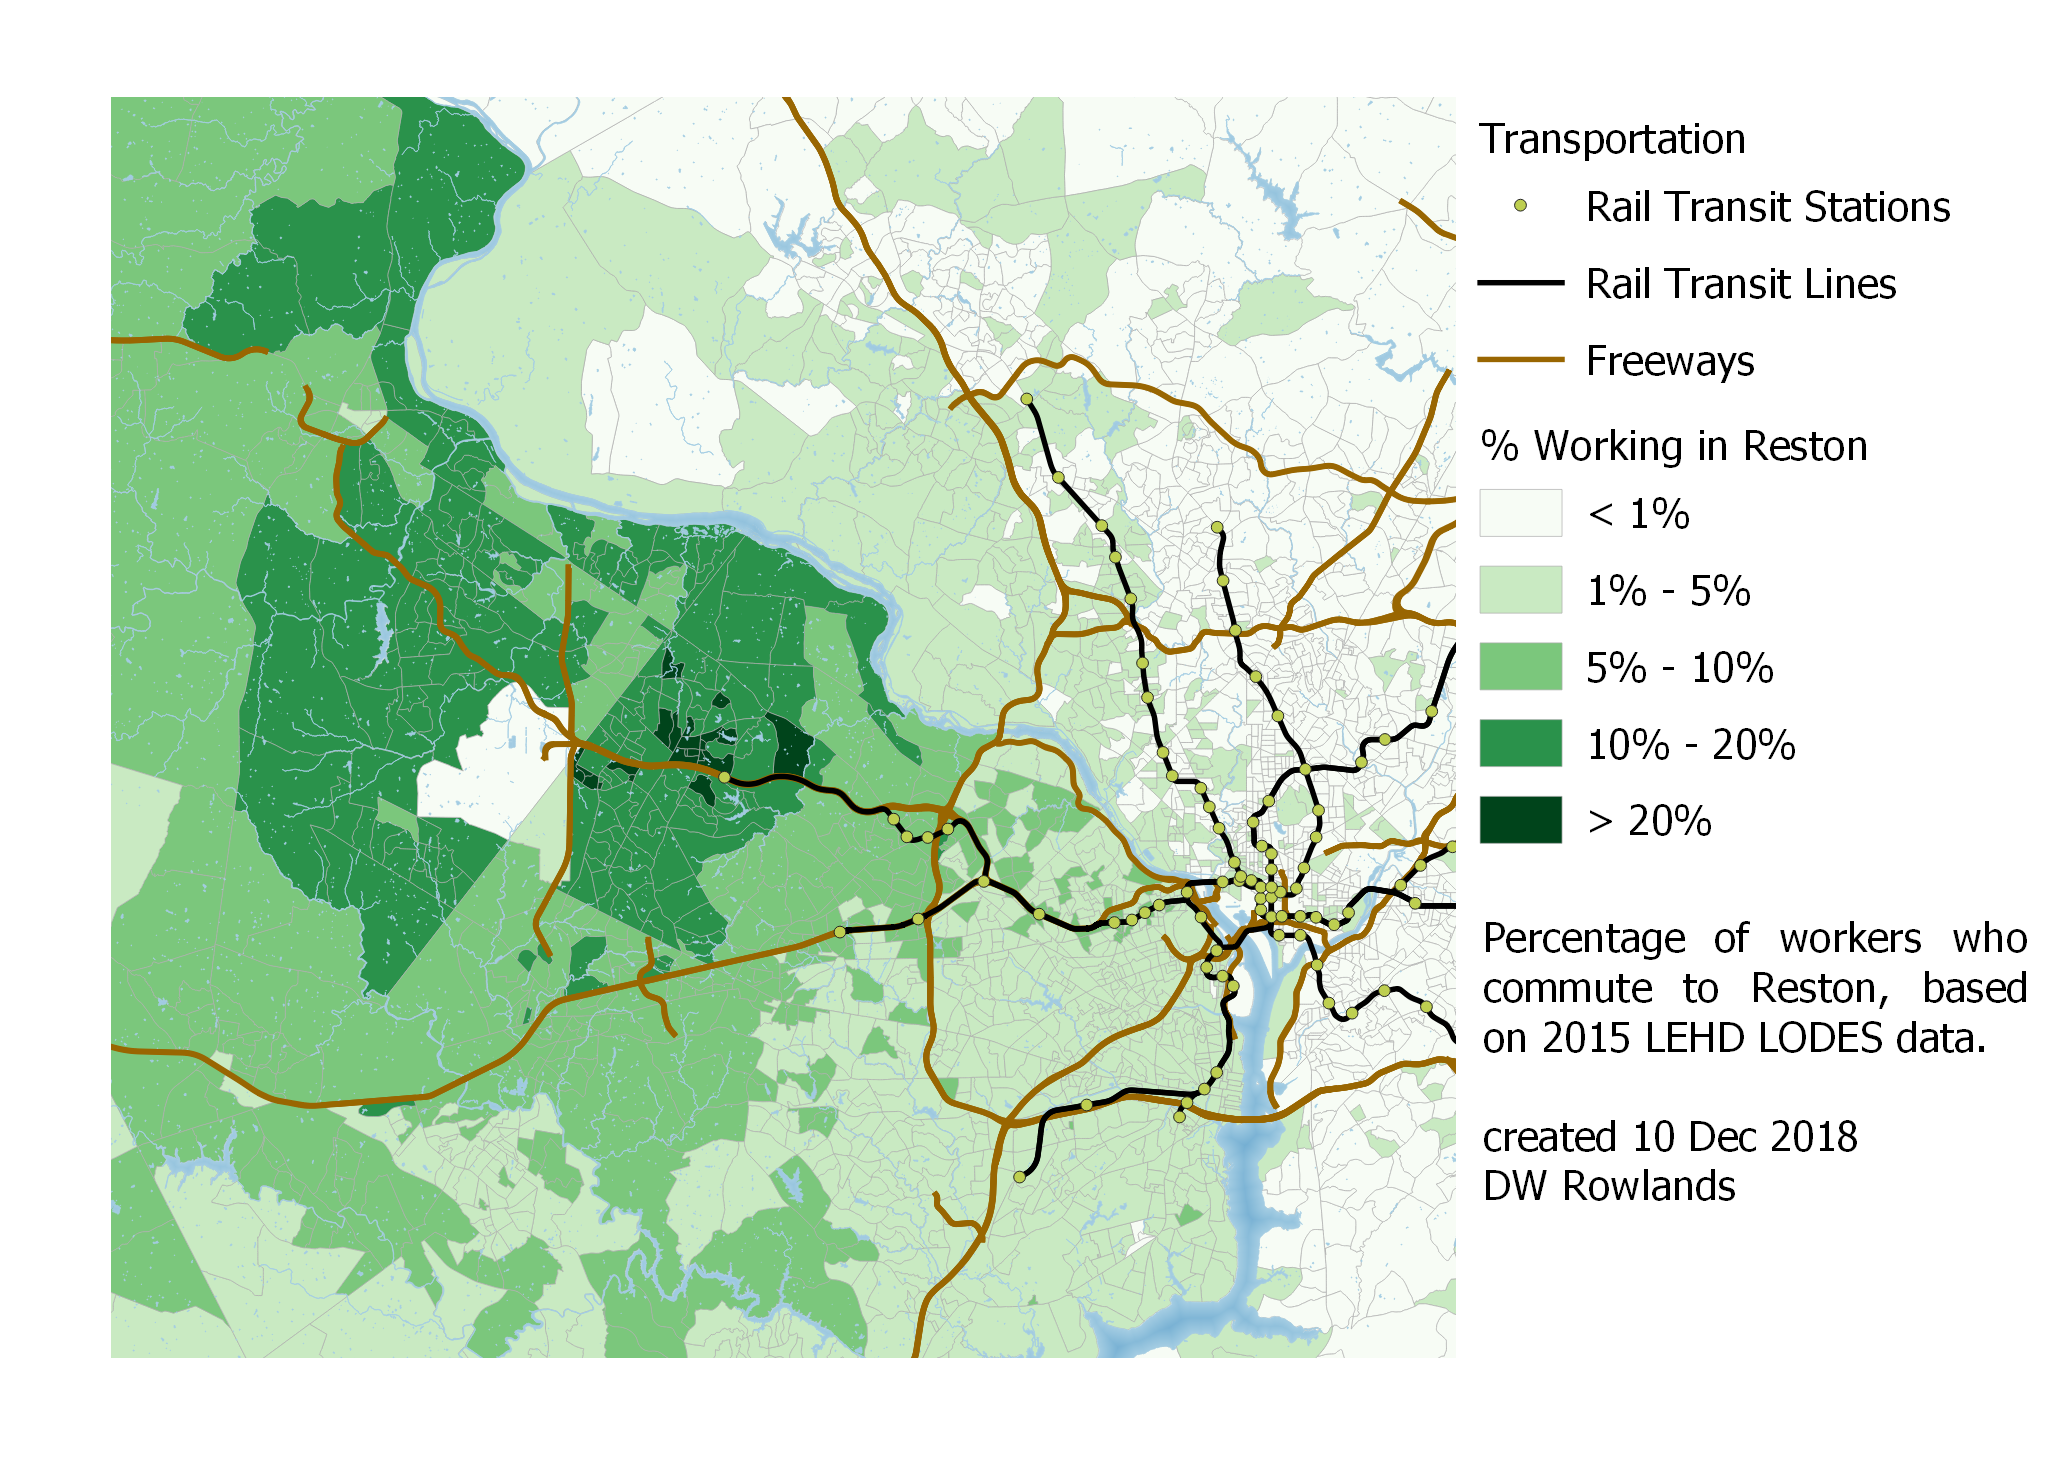 Transportation
Rail Transit Stations
Rail Transit Lines
Freeways
% Working in Reston
< 1%
1% - 5%
5% - 10%
10% - 20%
> 20%
Percentage of workers who
commute to Reston, based
on 2015 LEHD LODES data.
created 10 Dec 2018
DW Rowlands